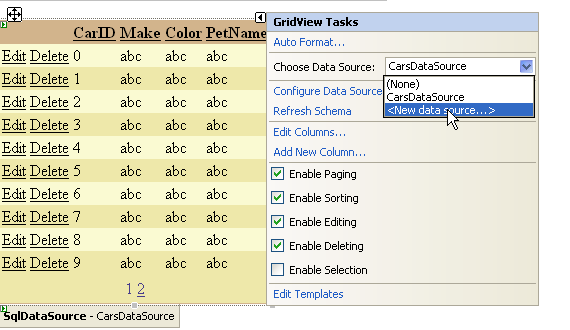 CarID Make Color PetName
Edit Delete 0 abc abc abc
Edit Delete 1 abc abc abc
Edit Delete 2 abc abc abc
Edit Delete 3 abc abc abc
Edit Delete 4 abc abc abc
Edit Delete 5 abc abc abc
Edit Delete 6 abc abc abc
Edit Delete 7 abc abc abc
Edit Delete 8 abc abc abc
Edit Delete 9 abc abc abc
1 2
SqlDataSource - CarsDataSource
GridView Tasks
Auto Format...
Choose Data Source: CarsDataSource
(None)
CarsDataSource
<New data source...>
Configure Data Source
Refresh Schema
Edit Columns...
Add New Column...
Enable Paging
Enable Sorting
Enable Editing
Enable Deleting
Enable Selection
Edit Templates